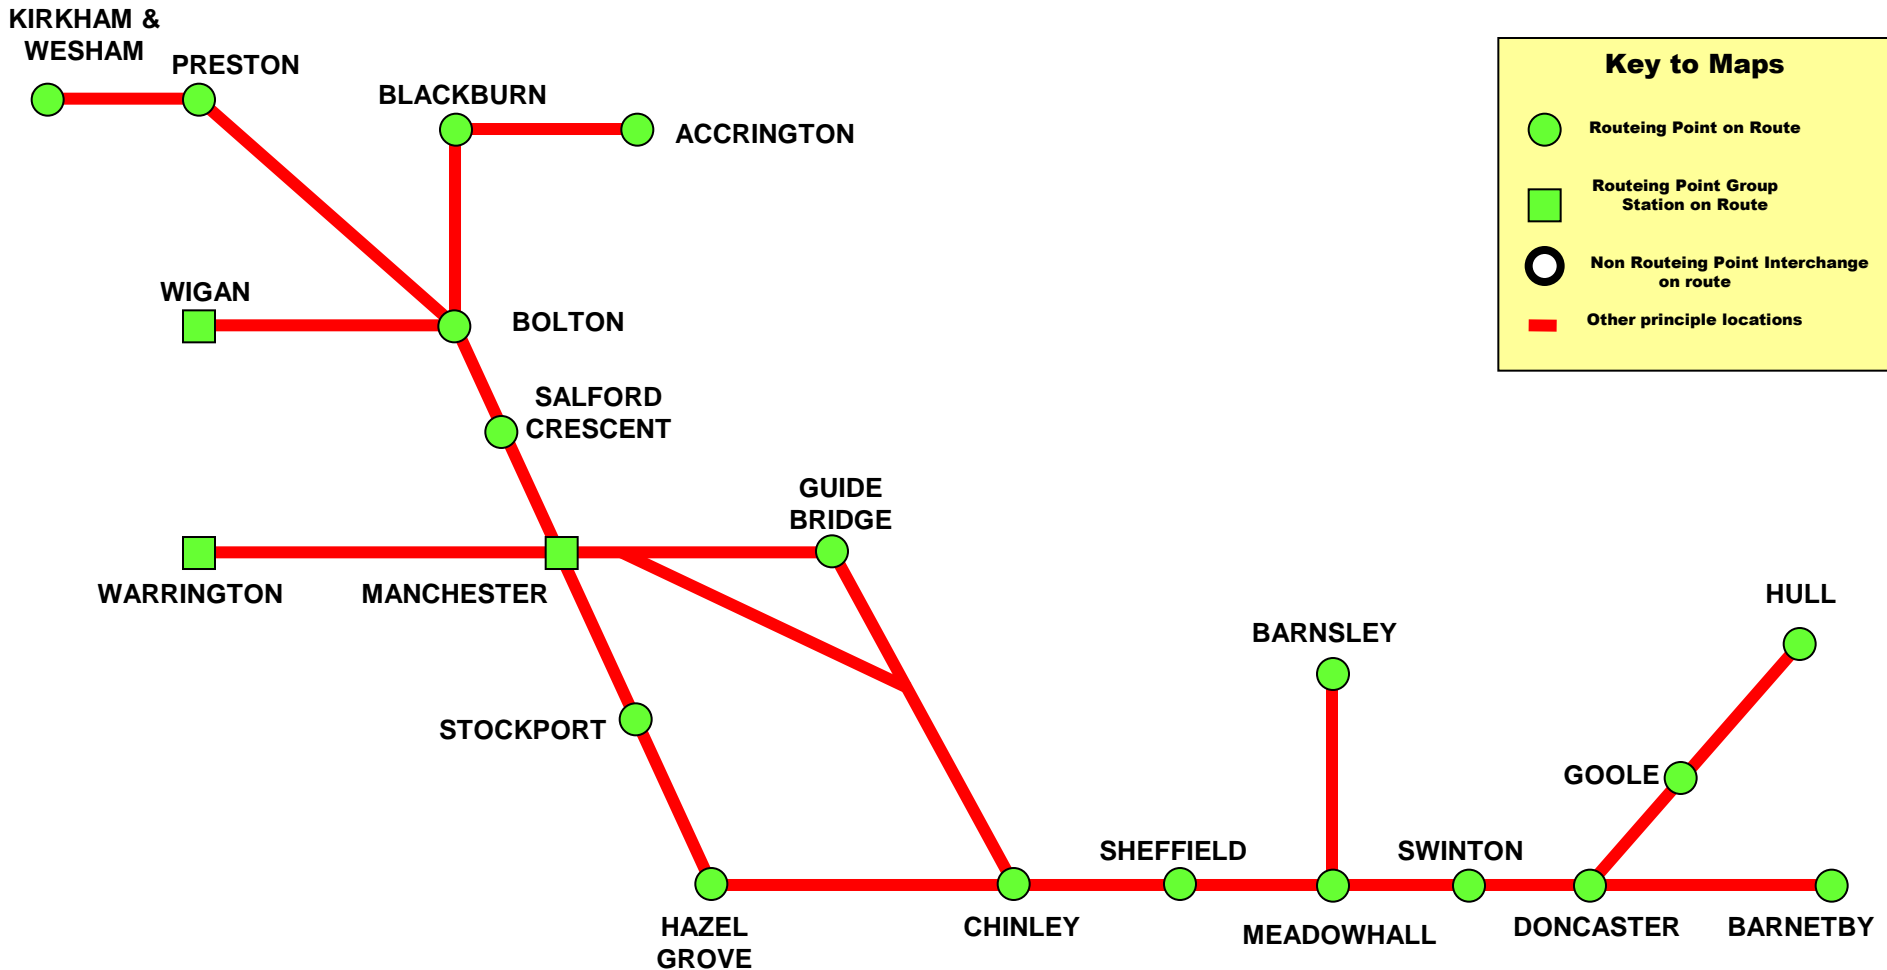 KIRKHAM &
WESHAM
PRESTON
BLACKBURN
ACCRINGTON
Key to Maps
Routeing Point on Route
Routeing Point Group
Station on Route
Non Routeing Point Interchange
on route
Other principle locations
WIGAN
BOLTON
SALFORD
CRESCENT
GUIDE
BRIDGE
WARRINGTON
MANCHESTER
HULL
BARNSLEY
STOCKPORT
GOOLE
SHEFFIELD
SWINTON
HAZEL
GROVE
CHINLEY
MEADOWHALL
DONCASTER
BARNETBY